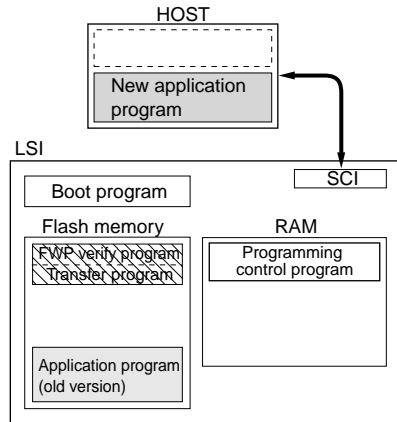 HOST
New application
program
LSI
SCI
Boot program
Flash memory
RAM
FWP verify program
Transfer program
Programming
control program
Application program
(old version)